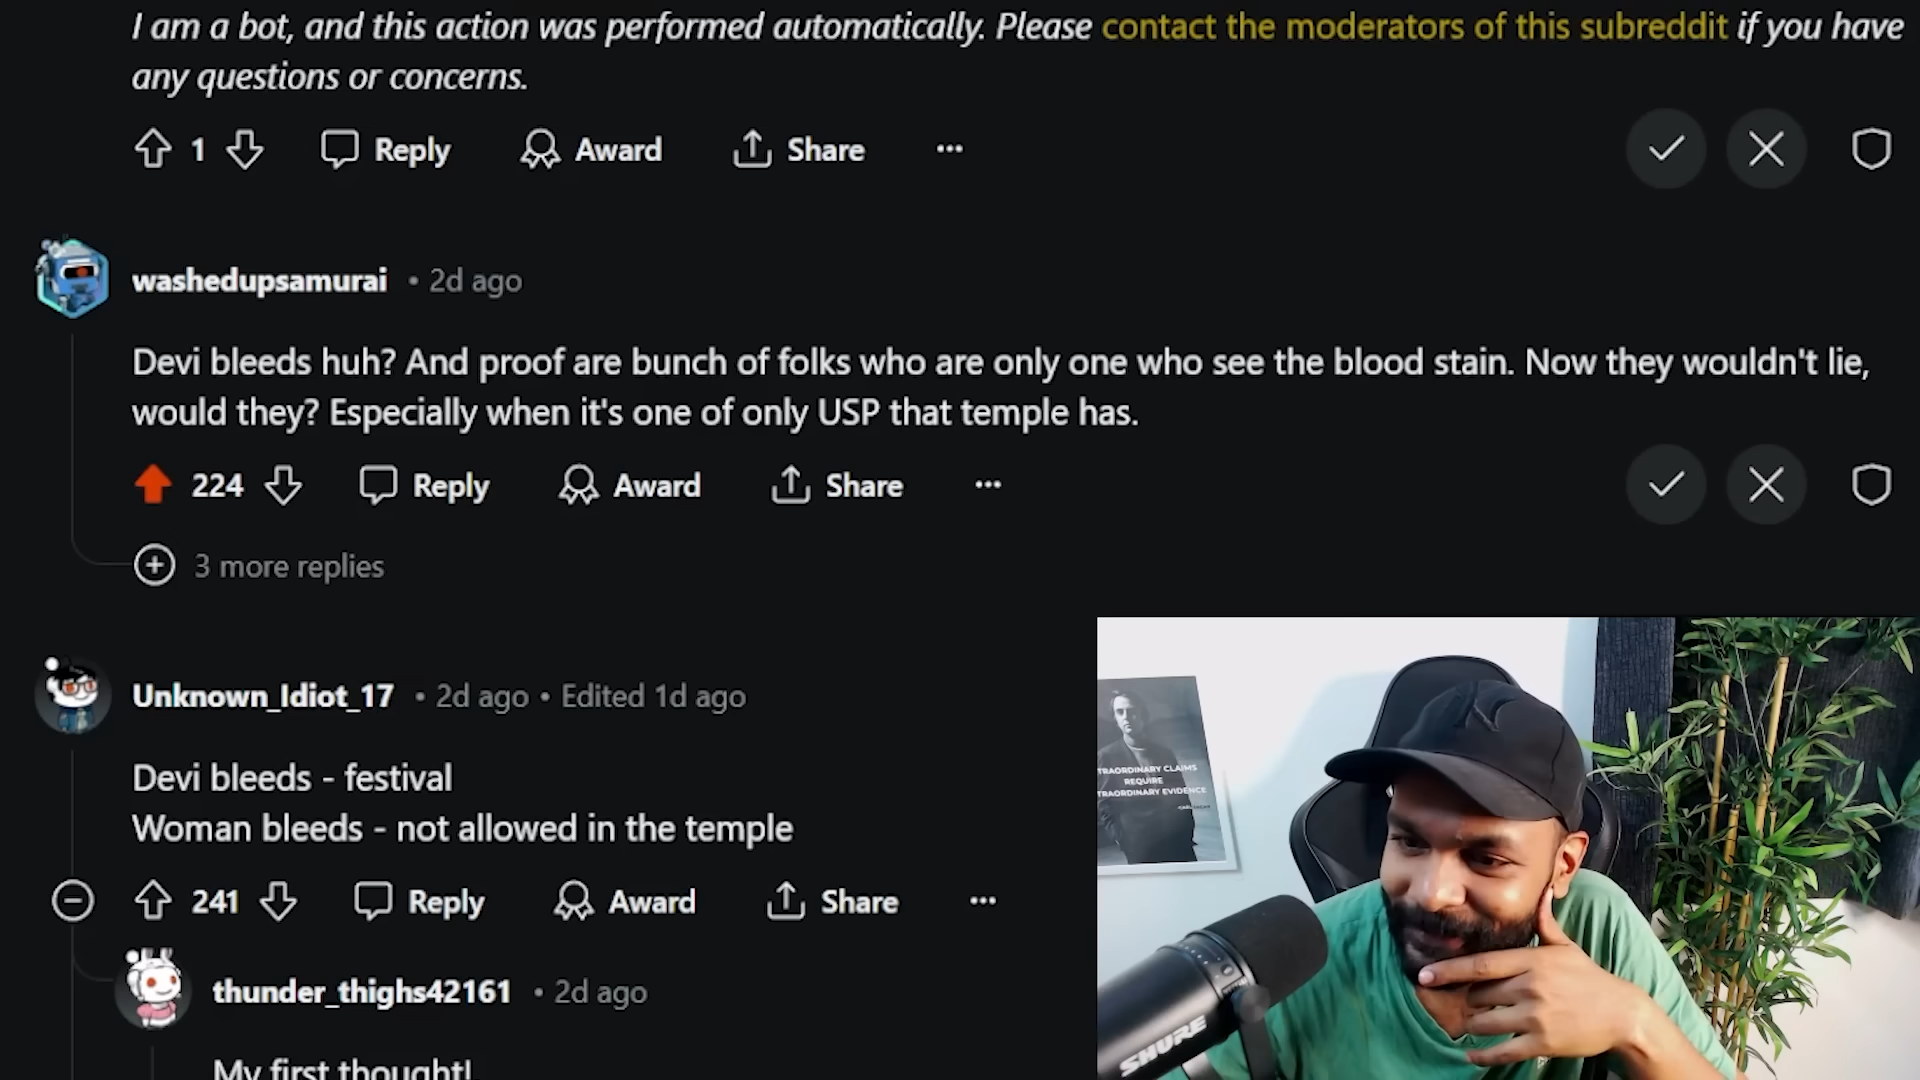 I am a bot, and this action was performed automatically. Please contact the moderators of this subreddit if you have
any questions or concerns.
1 Reply Award Share
washedupsamurai • 2d ago
Devi bleeds huh? And proof are bunch of folks who are only one who see the blood stain. Now they wouldn't lie,
would they? Especially when it's one of only USP that temple has.
224 Reply Award Share
3 more replies
Unknown_Idiot_17 • 2d ago • Edited 1d ago
Devi bleeds - festival
Woman bleeds - not allowed in the temple
241 Reply Award Share
thunder_thighs42161 • 2d ago
My first thought!
TRAORDINARY CLAIMS
REQUIRE
TRAORDINARY EVIDENCE
SHURE